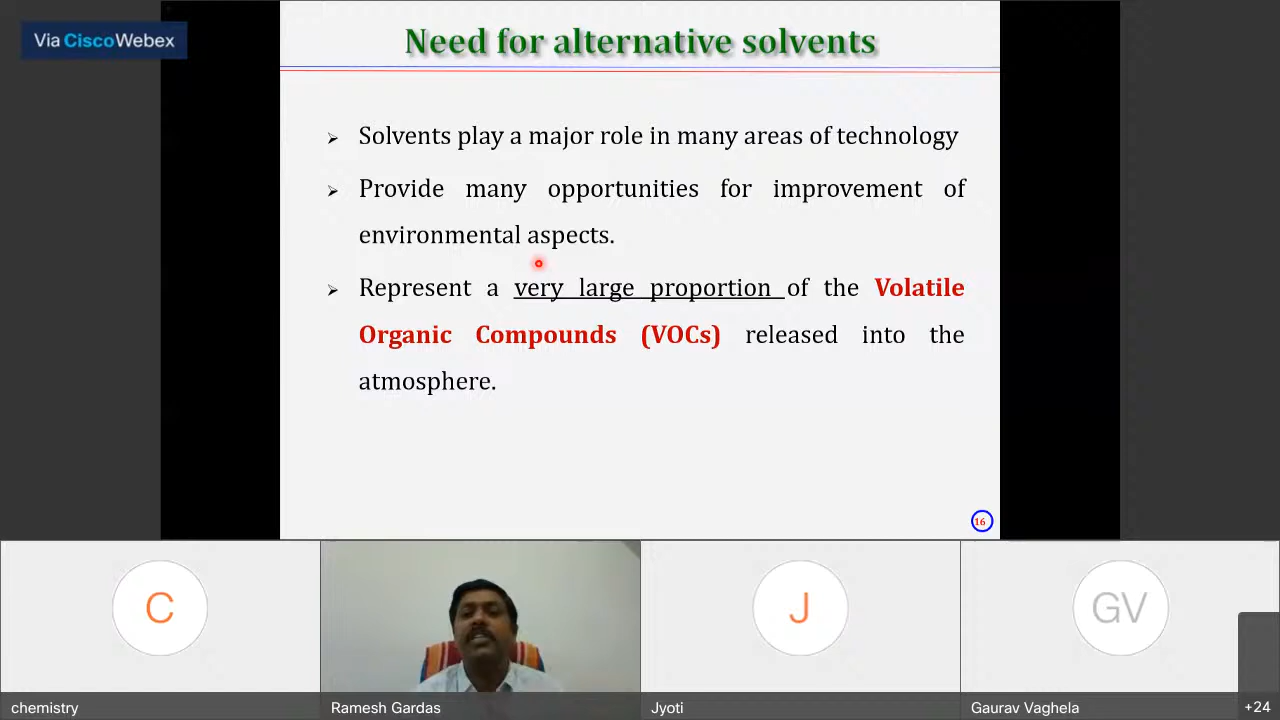 Via CiscoWebex
Need for alternative solvents
➢ Solvents play a major role in many areas of technology
➢ Provide many opportunities for improvement of
environmental aspects.
➢ Represent a very large proportion of the Volatile
Organic Compounds (VOCs) released into the
atmosphere.
16
C
J
GV
chemistry
Ramesh Gardas
Jyoti
Gaurav Vaghela
+24